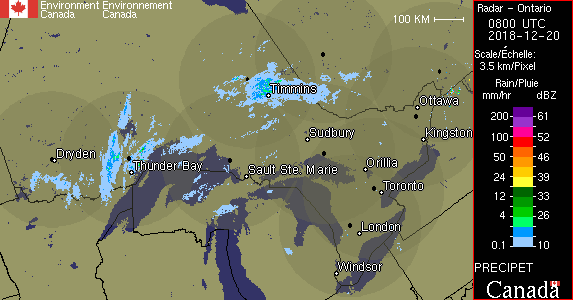 Environment Environnement
Canada Canada
100 KM
Timmins
Ottawa
Sudbury
Kingston
Dryden
Thunder Bay
Sault Ste. Marie
Orillia
Toronto
London
Windsor
Radar - Ontario
0800 UTC
2018-12-20
Scale/Échelle:
3.5 km/Pixel
Rain/Pluie
mm/hr dBZ
200 61
100 52
50 46
24 39
12 33
4 26
0.1 10
PRECIPET
Canada